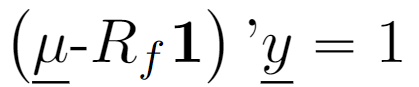 (μ-R_f 1) ’y = 1